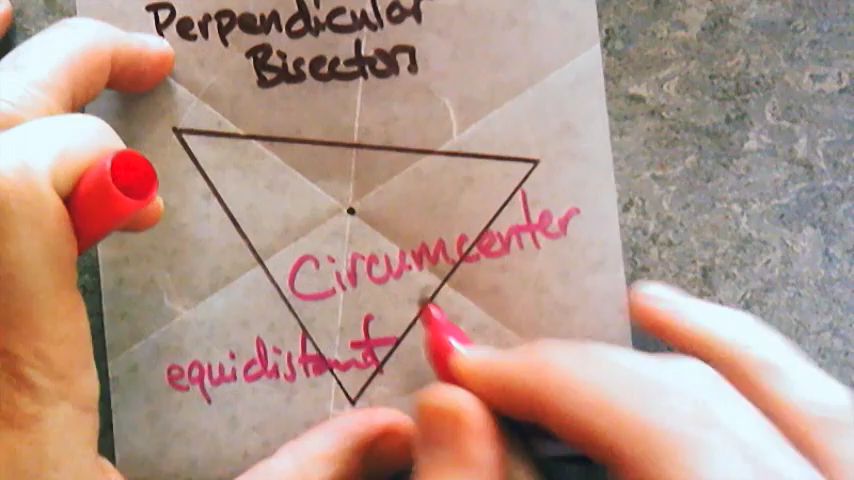 Perpendicular
Bisectors
Circumcenter
equidistant